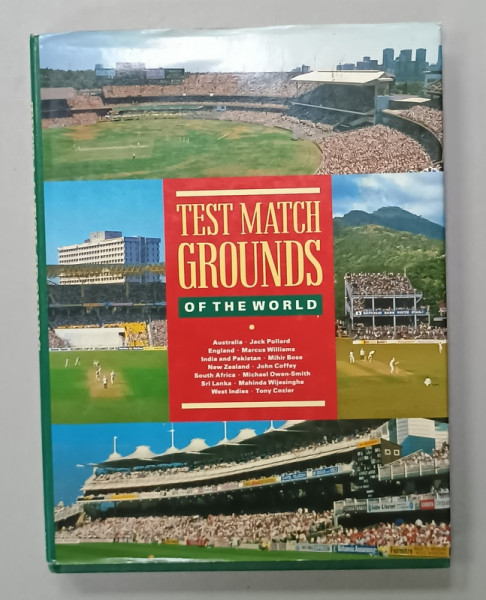 TEST MATCH
GROUNDS
OF THE WORLD
Australia · Jack Pollard
England · Marcus Williams
India and Pakistan · Mihir Bose
New Zealand · John Coffey
South Africa · Michael Owen-Smith
Sri Lanka · Mahinda Wijesinghe
West Indies · Tony Cozier